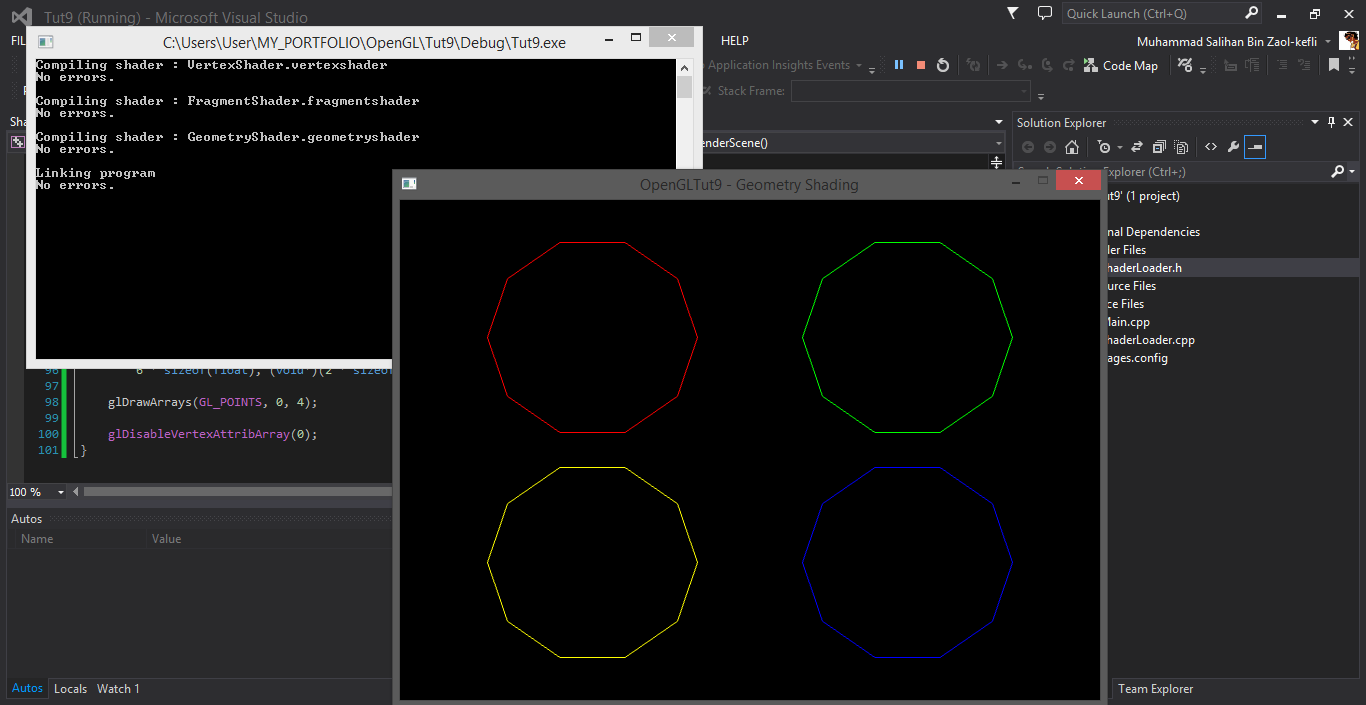 Tut9 (Running) - Microsoft Visual Studio
Quick Launch (Ctrl+Q)
FIL
HELP
Muhammad Salihan Bin Zaol-kefli
C:\Users\User\MY_PORTFOLIO\OpenGL\Tut9\Debug\Tut9.exe
Compiling shader : VertexShader.vertexshader
No errors.
Compiling shader : FragmentShader.fragmentshader
No errors.
Compiling shader : GeometryShader.geometryshader
No errors.
Linking program
No errors.
Application Insights Events
Code Map
Stack Frame:
Sha
enderScene()
Solution Explorer
Explorer (Ctrl+;)
ut9' (1 project)
nal Dependencies
der Files
haderLoader.h
urce Files
ce Files
Main.cpp
haderLoader.cpp
ages.config
OpenGLTut9 - Geometry Shading
96 6 * sizeof(float), (void*)(2 * sizeof
97
98 glDrawArrays(GL_POINTS, 0, 4);
99
100 glDisableVertexAttribArray(0);
101 }
100 %
Autos
Name Value
Autos Locals Watch 1
Team Explorer